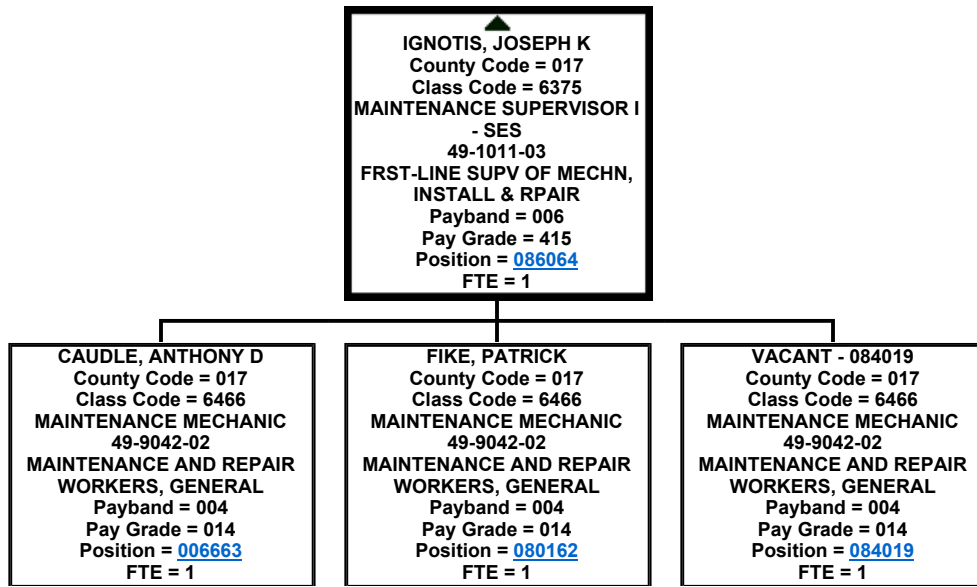 IGNOTIS, JOSEPH K
County Code = 017
Class Code = 6375
MAINTENANCE SUPERVISOR I
- SES
49-1011-03
FRST-LINE SUPV OF MECHN,
INSTALL & RPAIR
Payband = 006
Pay Grade = 415
Position = 086064
FTE = 1
CAUDLE, ANTHONY D
County Code = 017
Class Code = 6466
MAINTENANCE MECHANIC
49-9042-02
MAINTENANCE AND REPAIR
WORKERS, GENERAL
Payband = 004
Pay Grade = 014
Position = 006663
FTE = 1
FIKE, PATRICK
County Code = 017
Class Code = 6466
MAINTENANCE MECHANIC
49-9042-02
MAINTENANCE AND REPAIR
WORKERS, GENERAL
Payband = 004
Pay Grade = 014
Position = 080162
FTE = 1
VACANT - 084019
County Code = 017
Class Code = 6466
MAINTENANCE MECHANIC
49-9042-02
MAINTENANCE AND REPAIR
WORKERS, GENERAL
Payband = 004
Pay Grade = 014
Position = 084019
FTE = 1